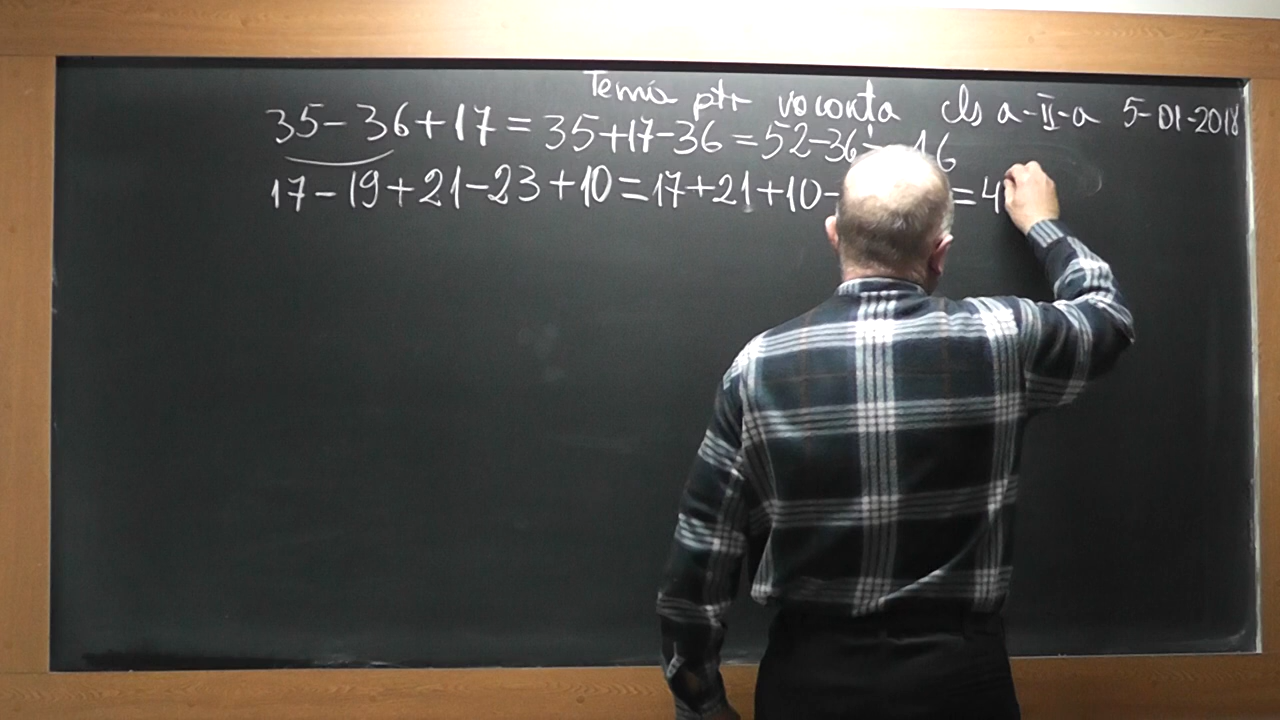 Temă ptr vaconta cls a-II-a 5-01-2018
35-36+17=35+17-36=52-36= 16
17-19+21-23+10=17+21+10- =4